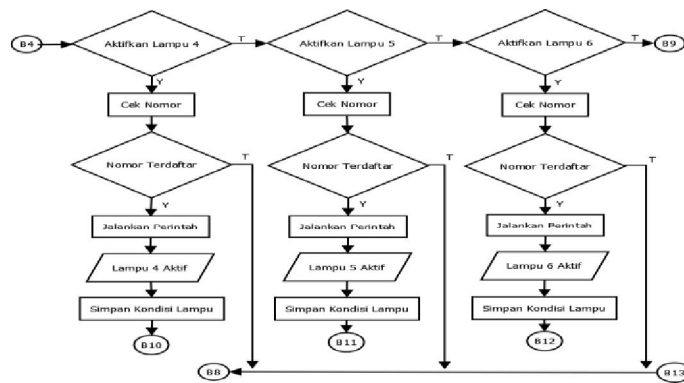 B4
Aktifkan Lampu 4
T
Aktifkan Lampu 5
T
Aktifkan Lampu 6
T
B9
Y
Y
Y
Cek Nomor
Cek Nomor
Cek Nomor
Nomor Terdaftar
T
Nomor Terdaftar
T
Nomor Terdaftar
T
Y
Y
Y
Jalankan Perintah
Jalankan Perintah
Jalankan Perintah
Lampu 4 Aktif
Lampu 5 Aktif
Lampu 6 Aktif
Simpan Kondisi Lampu
Simpan Kondisi Lampu
Simpan Kondisi Lampu
B10
B11
B12
B8
B13